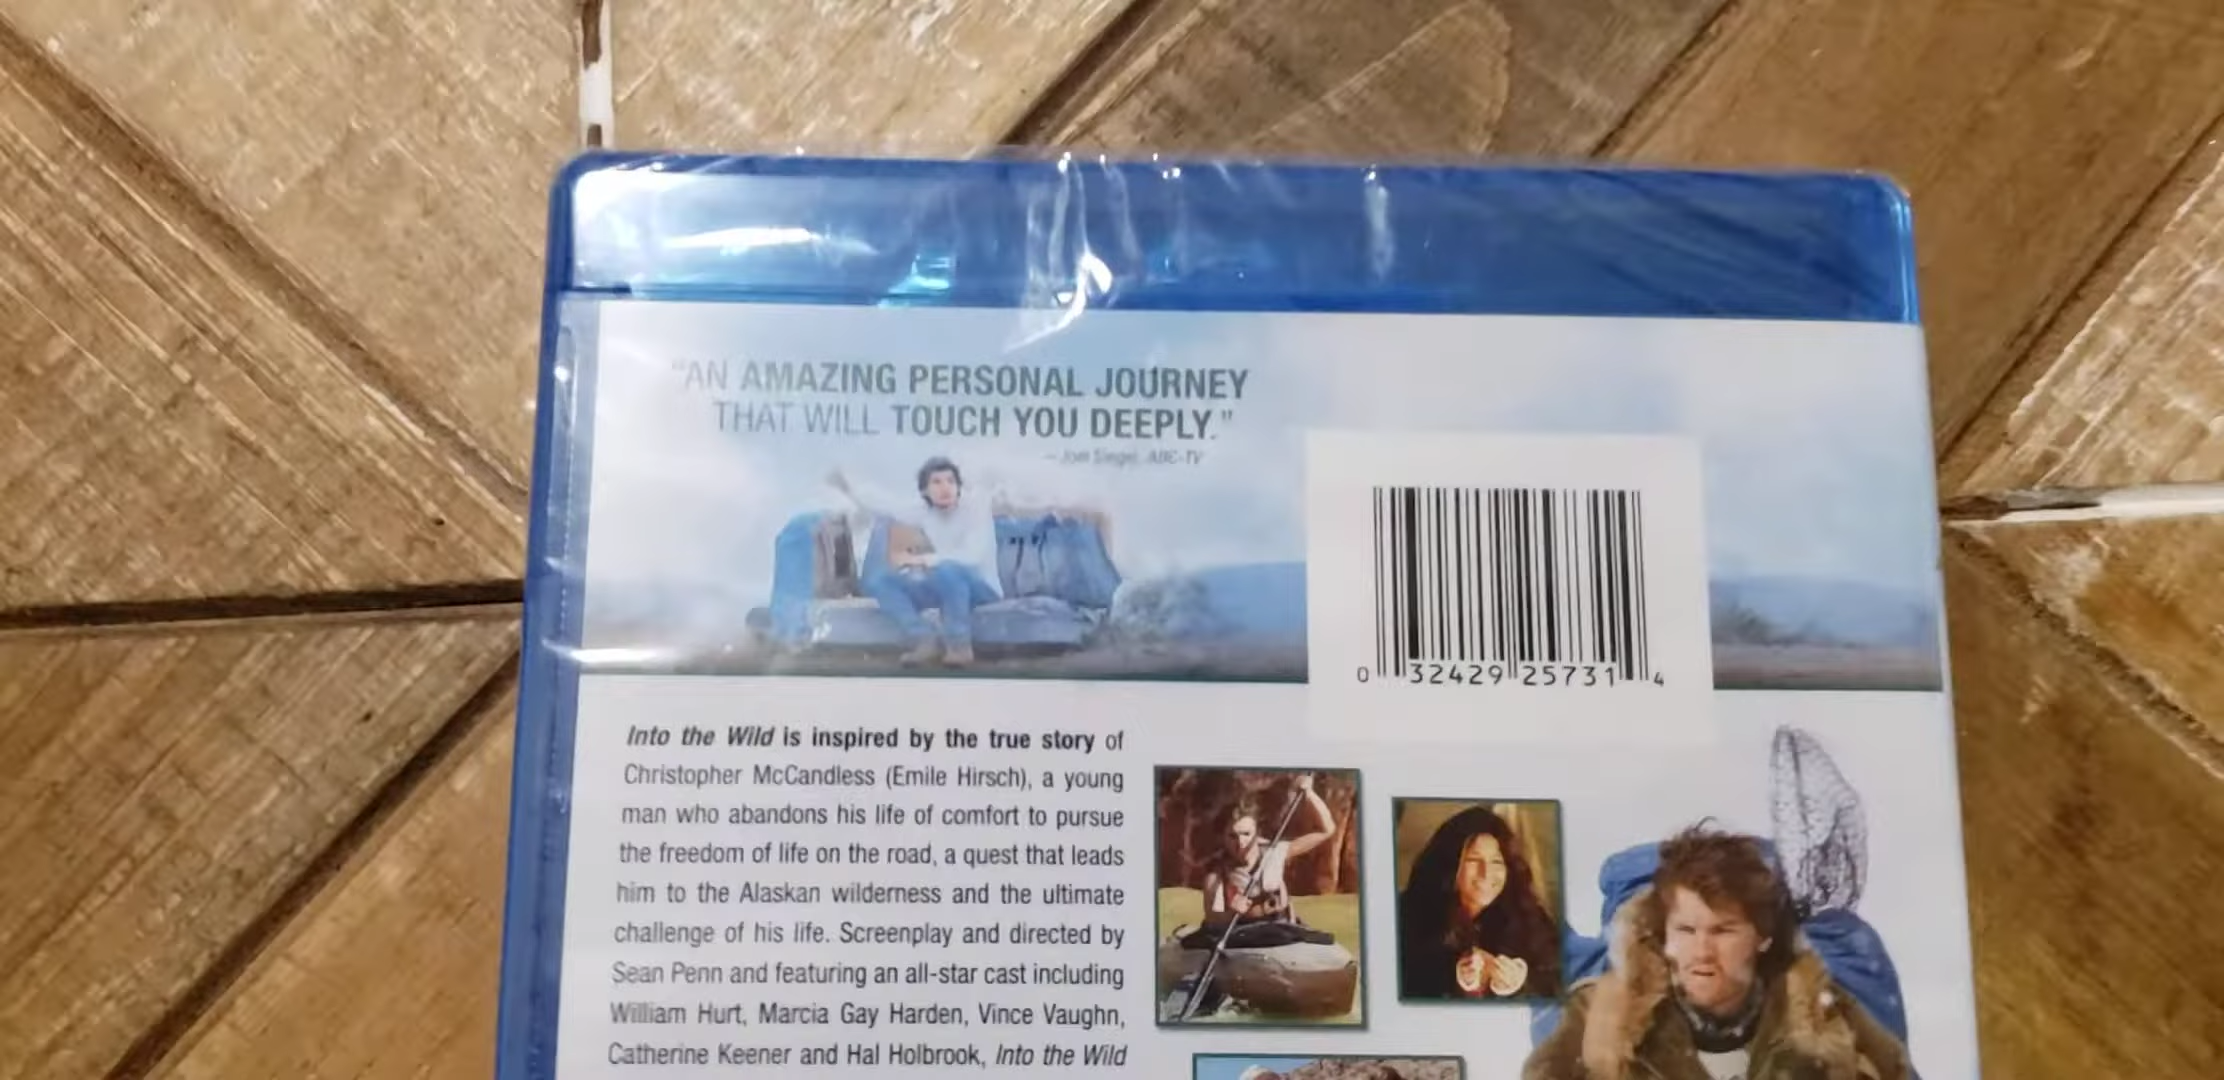 "AN AMAZING PERSONAL JOURNEY
THAT WILL TOUCH YOU DEEPLY."
– Joel Siegel, ABC-TV
0 32429 25731 4
Into the Wild is inspired by the true story of
Christopher McCandless (Emile Hirsch), a young
man who abandons his life of comfort to pursue
the freedom of life on the road, a quest that leads
him to the Alaskan wilderness and the ultimate
challenge of his life. Screenplay and directed by
Sean Penn and featuring an all-star cast including
William Hurt, Marcia Gay Harden, Vince Vaughn,
Catherine Keener and Hal Holbrook, Into the Wild